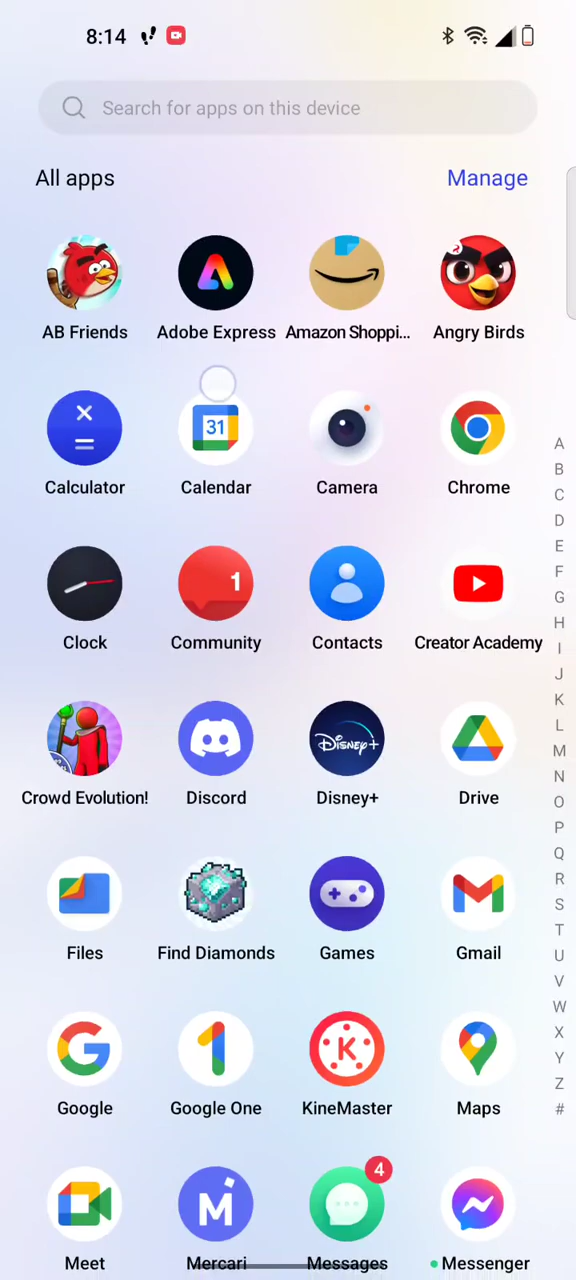 8:14
Search for apps on this device
All apps
Manage
AB Friends
Adobe Express
Amazon Shoppi...
Angry Birds
31
Calculator
Calendar
Camera
Chrome
1
Clock
Community
Contacts
Creator Academy
Disney+
Crowd Evolution!
Discord
Disney+
Drive
Files
Find Diamonds
Games
Gmail
K
Google
Google One
KineMaster
Maps
4
Meet
Mercari
Messages
Messenger
A
B
C
D
E
F
G
H
I
J
K
L
M
N
O
P
Q
R
S
T
U
V
W
X
Y
Z
#